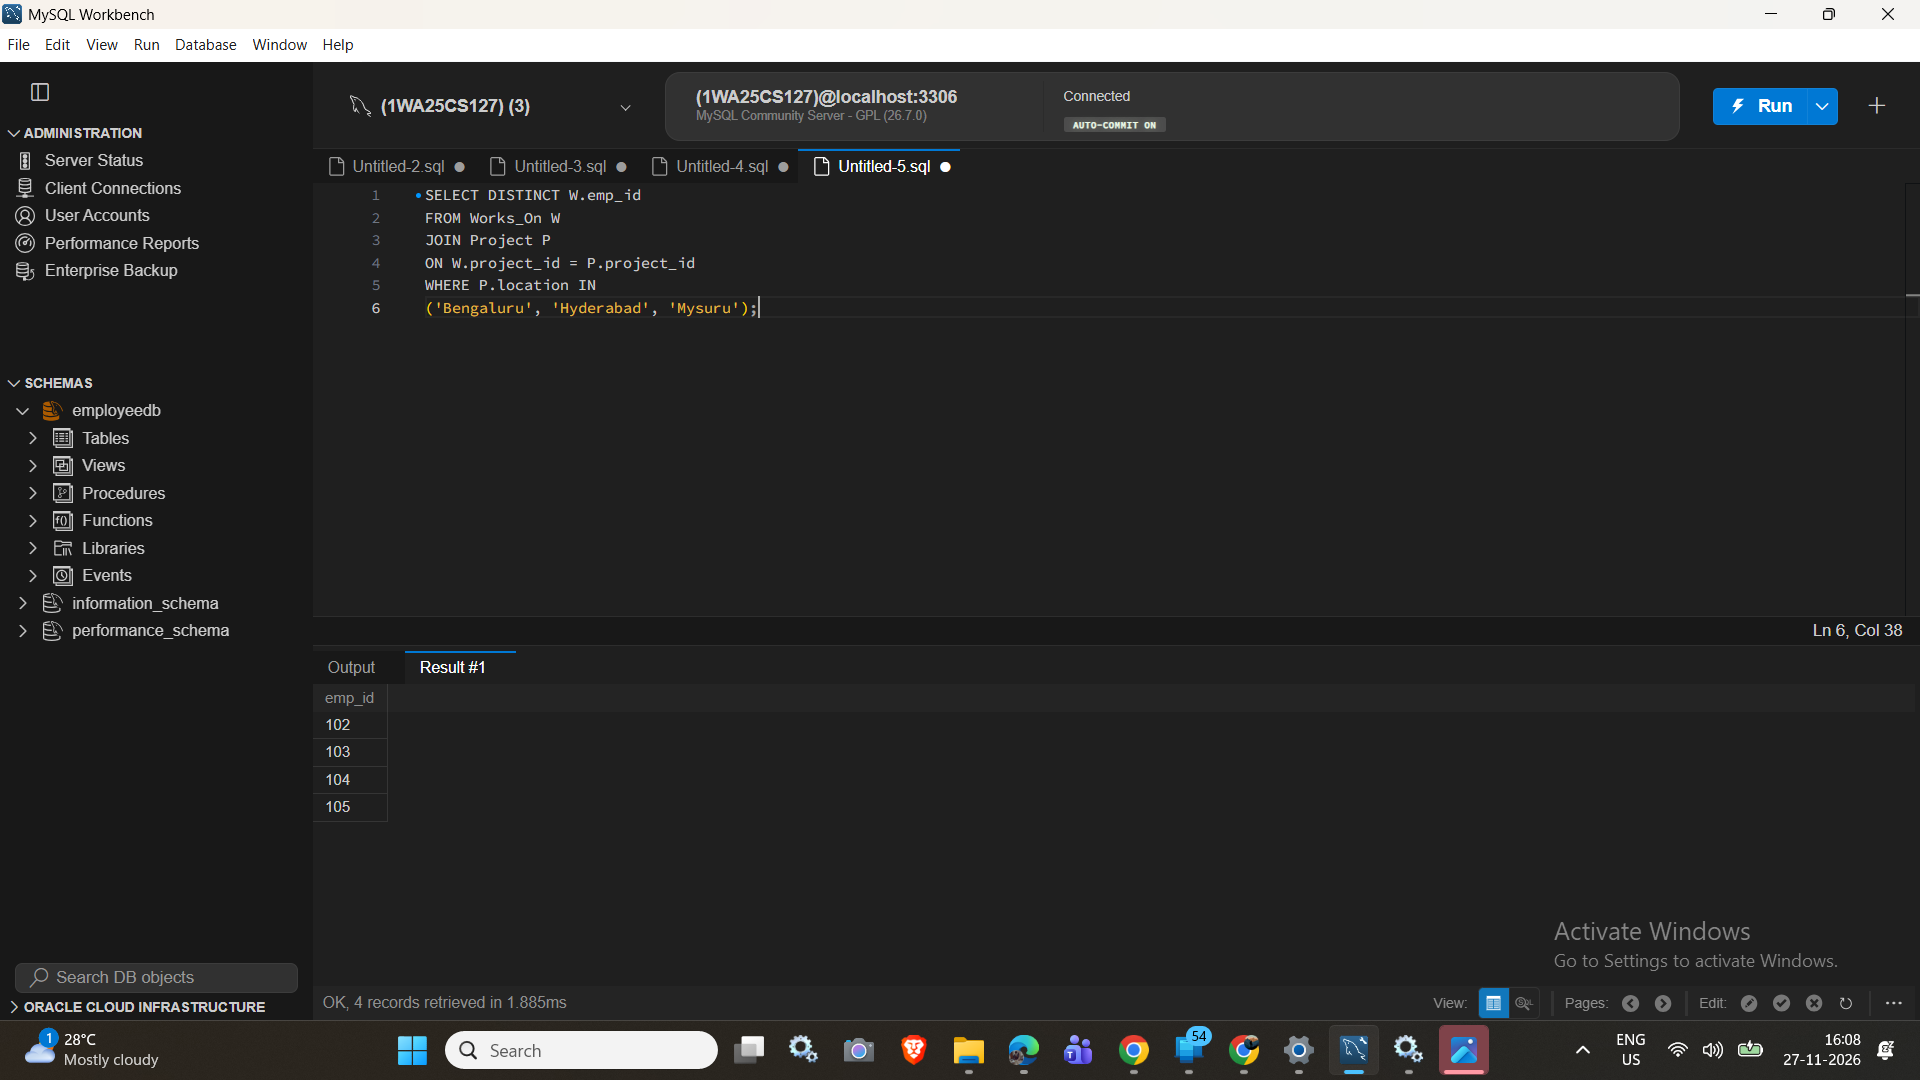 MySQL Workbench
File Edit View Run Database Window Help
(1WA25CS127) (3)
(1WA25CS127)@localhost:3306
MySQL Community Server - GPL (26.7.0)
Connected
AUTO-COMMIT ON
Run
ADMINISTRATION
Server Status
Client Connections
User Accounts
Performance Reports
Enterprise Backup
SCHEMAS
employeedb
Tables
Views
Procedures
Functions
Libraries
Events
information_schema
performance_schema
Search DB objects
ORACLE CLOUD INFRASTRUCTURE
Untitled-2.sql Untitled-3.sql Untitled-4.sql Untitled-5.sql
1 SELECT DISTINCT W.emp_id
2 FROM Works_On W
3 JOIN Project P
4 ON W.project_id = P.project_id
5 WHERE P.location IN
6 ('Bengaluru', 'Hyderabad', 'Mysuru');
Ln 6, Col 38
Output Result #1
emp_id
102
103
104
105
Activate Windows
Go to Settings to activate Windows.
OK, 4 records retrieved in 1.885ms
View: Pages: Edit:
1
28°C
Mostly cloudy
Search
54
ENG
US
16:08
27-11-2026